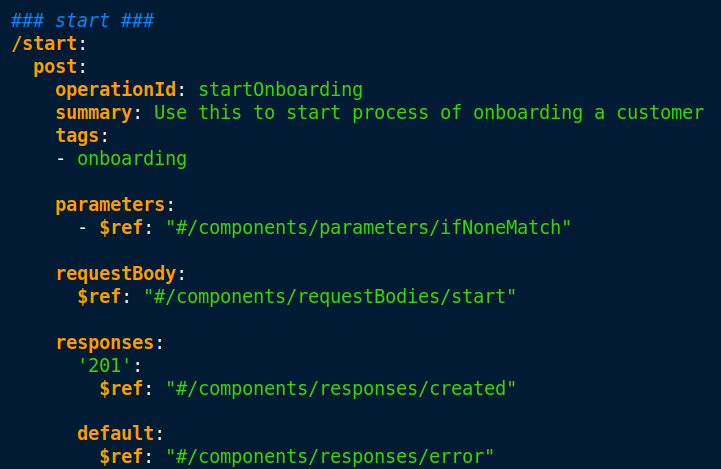 ### start ###
/start:
  post:
    operationId: startOnboarding
    summary: Use this to start process of onboarding a customer
    tags:
    - onboarding

    parameters:
      - $ref: "#/components/parameters/ifNoneMatch"

    requestBody:
      $ref: "#/components/requestBodies/start"

    responses:
      '201':
        $ref: "#/components/responses/created"

      default:
        $ref: "#/components/responses/error"